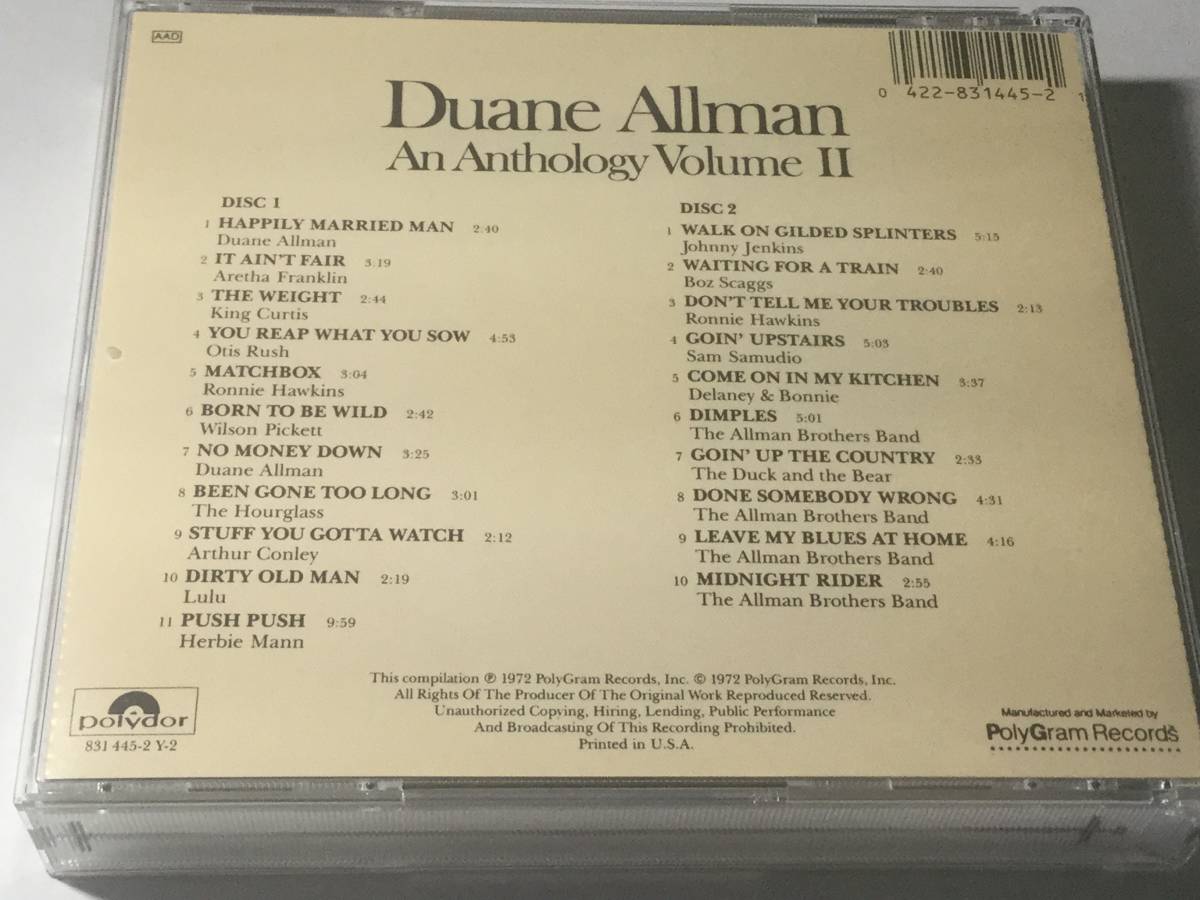 AAD
0 422-831445-2 1
Duane Allman
An Anthology Volume II
DISC 1
1 HAPPILY MARRIED MAN 2:40
Duane Allman
2 IT AIN'T FAIR 3:19
Aretha Franklin
3 THE WEIGHT 2:44
King Curtis
4 YOU REAP WHAT YOU SOW 4:53
Otis Rush
5 MATCHBOX 3:04
Ronnie Hawkins
6 BORN TO BE WILD 2:42
Wilson Pickett
7 NO MONEY DOWN 3:25
Duane Allman
8 BEEN GONE TOO LONG 3:01
The Hourglass
9 STUFF YOU GOTTA WATCH 2:12
Arthur Conley
10 DIRTY OLD MAN 2:19
Lulu
11 PUSH PUSH 9:59
Herbie Mann
DISC 2
1 WALK ON GILDED SPLINTERS 5:15
Johnny Jenkins
2 WAITING FOR A TRAIN 2:40
Boz Scaggs
3 DON'T TELL ME YOUR TROUBLES 2:13
Ronnie Hawkins
4 GOIN' UPSTAIRS 5:03
Sam Samudio
5 COME ON IN MY KITCHEN 3:37
Delaney & Bonnie
6 DIMPLES 5:01
The Allman Brothers Band
7 GOIN' UP THE COUNTRY 2:33
The Duck and the Bear
8 DONE SOMEBODY WRONG 4:31
The Allman Brothers Band
9 LEAVE MY BLUES AT HOME 4:16
The Allman Brothers Band
10 MIDNIGHT RIDER 2:55
The Allman Brothers Band
This compilation ℗ 1972 PolyGram Records, Inc. © 1972 PolyGram Records, Inc.
All Rights Of The Producer Of The Original Work Reproduced Reserved.
Unauthorized Copying, Hiring, Lending, Public Performance
And Broadcasting Of This Recording Prohibited.
Printed in U.S.A.
polydor
831 445-2 Y-2
Manufactured and Marketed by
PolyGram Records